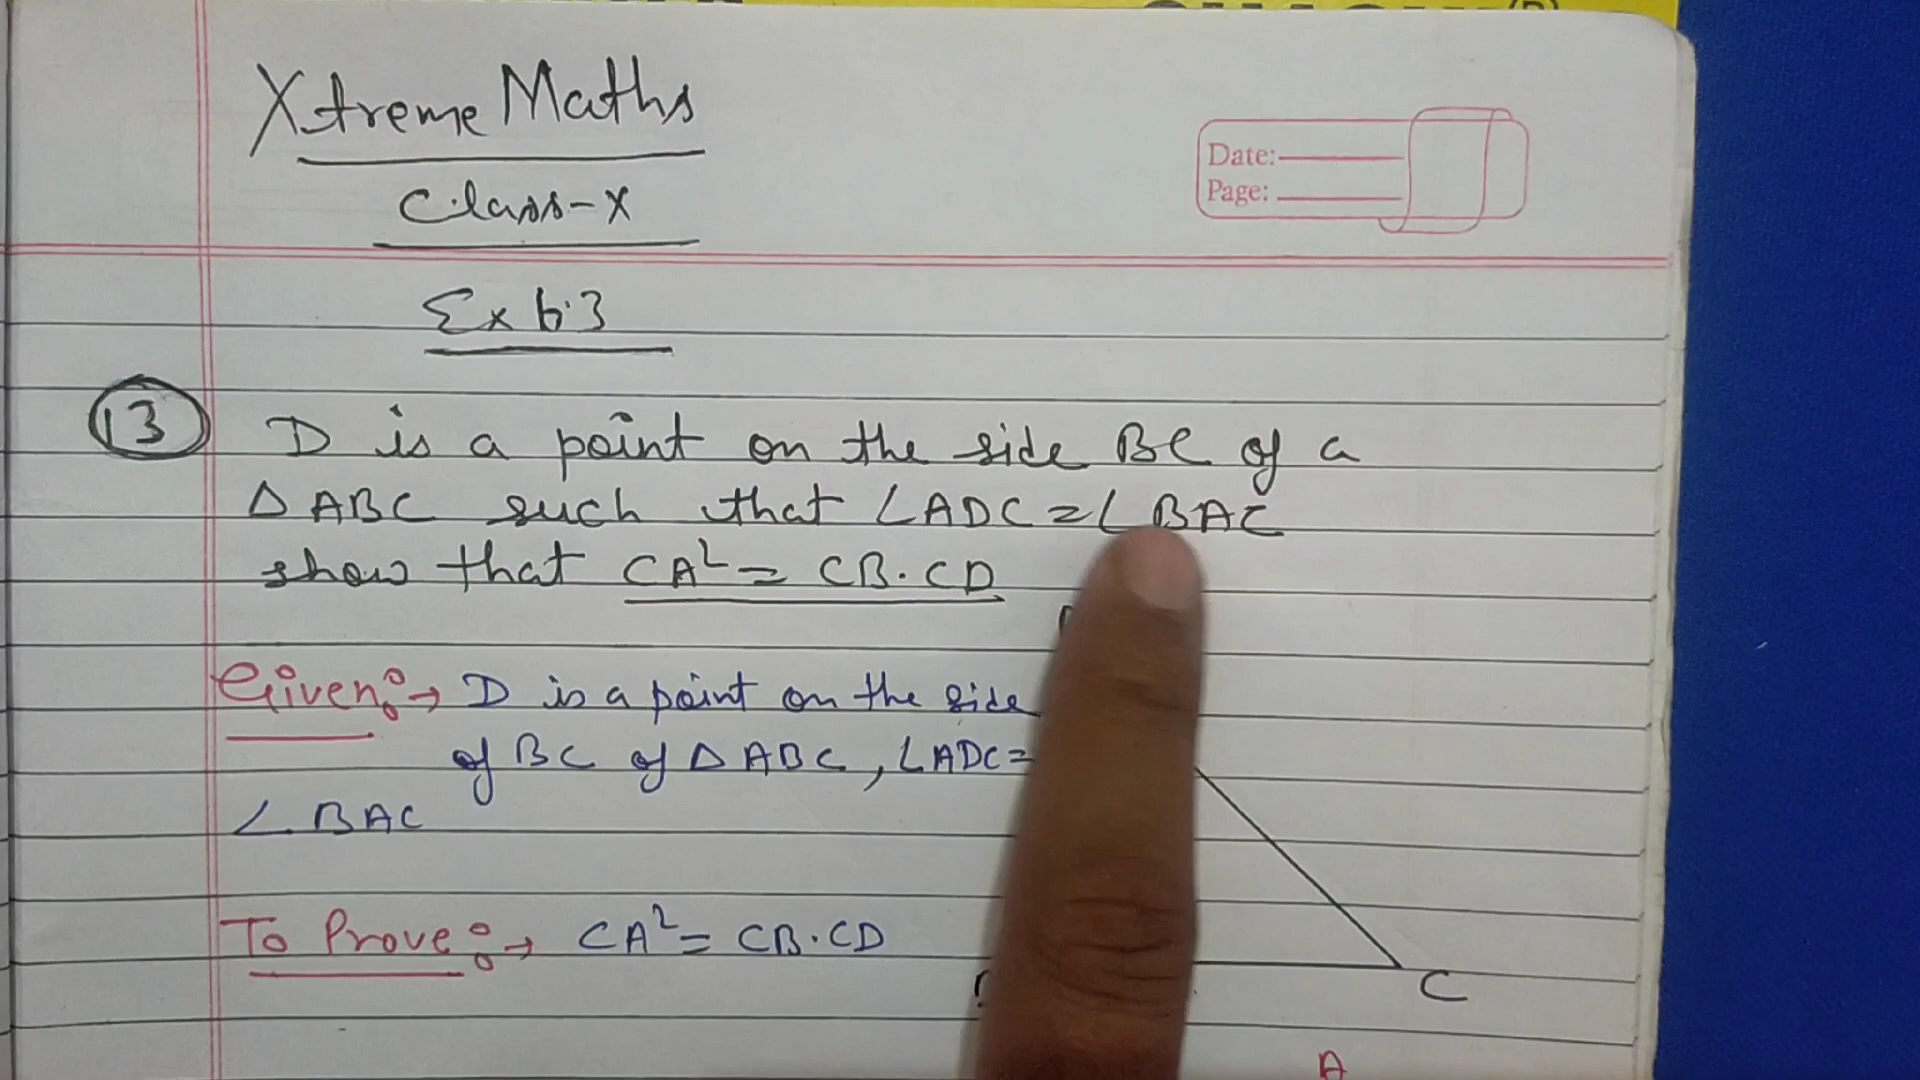 Xtreme Maths
Class-X
Date:
Page:
Ex 6.3
13 D is a point on the side BC of a
Δ ABC such that ∠ADC = ∠BAC
show that CA² = CB.CD
Given:→ D is a point on the side
of BC of Δ ABC, ∠ADC =
∠ BAC
To Prove:→ CA² = CB.CD
C
A